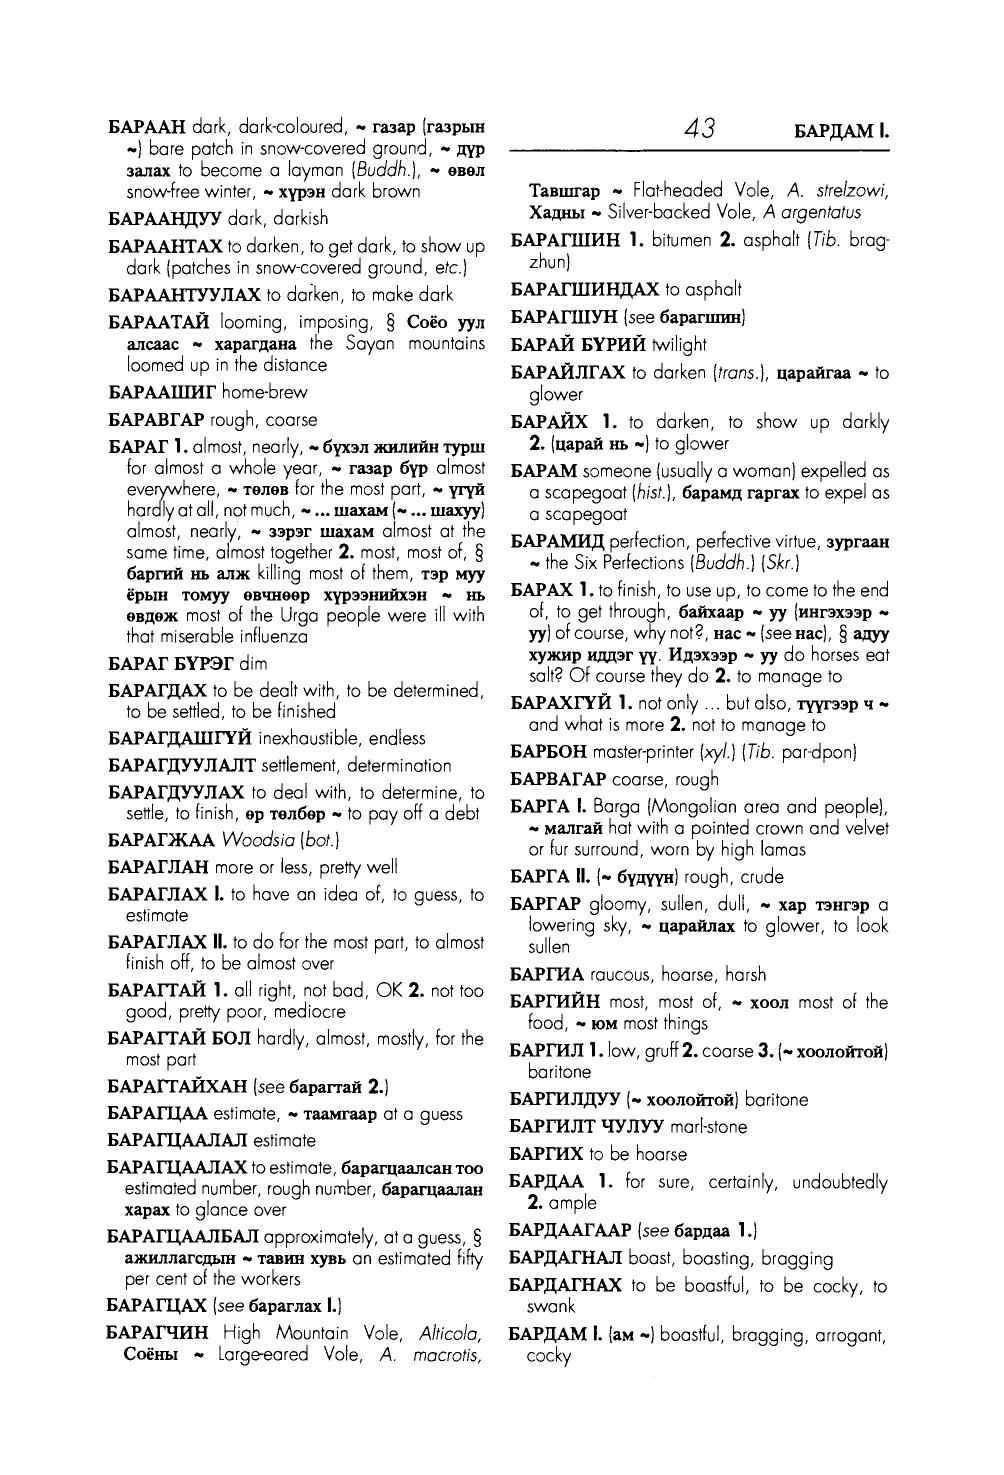 БАРААН dark, dark-coloured, ~ газар (газрын
~) bare patch in snow-covered ground, ~ дүр
залах to become a layman (Buddh.), ~ өвөл
snow-free winter, ~ хүрэн dark brown
БАРААНДУУ dark, darkish
БАРААНТАХ to darken, to get dark, to show up
dark (patches in snow-covered ground, etc.)
БАРААНТУУЛАХ to darken, to make dark
БАРААТАЙ looming, imposing, § Соёо уул
алсаас ~ харагдана the Sayan mountains
loomed up in the distance
БАРААШИГ home-brew
БАРАВГАР rough, coarse
БАРАГ 1. almost, nearly, ~ бүхэл жилийн турш
for almost a whole year, ~ газар бүр almost
everywhere, ~ төлөв for the most part, ~ үгүй
hardly at all, not much, ~ ... шахам (~ ... шахуу)
almost, nearly, ~ зэрэг шахам almost at the
same time, almost together 2. most, most of, §
баргий нь алж killing most of them, тэр муу
ёрын томуу өвчнөөр хүрээнийхэн ~ нь
өвдөж most of the Urga people were ill with
that miserable influenza
БАРАГ БҮРЭГ dim
БАРАГДАХ to be dealt with, to be determined,
to be settled, to be finished
БАРАГДАШГҮЙ inexhaustible, endless
БАРАГДУУЛАЛТ settlement, determination
БАРАГДУУЛАХ to deal with, to determine, to
settle, to finish, өр төлбөр ~ to pay off a debt
БАРАГЖАА Woodsia (bot.)
БАРАГЛАН more or less, pretty well
БАРАГЛАХ I. to have an idea of, to guess, to
estimate
БАРАГЛАХ II. to do for the most part, to almost
finish off, to be almost over
БАРАГТАЙ 1. all right, not bad, OK 2. not too
good, pretty poor, mediocre
БАРАГТАЙ БОЛ hardly, almost, mostly, for the
most part
БАРАГТАЙХАН (see барагтай 2.)
БАРАГЦАА estimate, ~ таамгаар at a guess
БАРАГЦААЛАЛ estimate
БАРАГЦААЛАХ to estimate, барагцаалсан тоо
estimated number, rough number, барагцаалан
харах to glance over
БАРАГЦААЛБАЛ approximately, at a guess, §
ажиллагсдын ~ тавин хувь an estimated fifty
per cent of the workers
БАРАГЦАХ (see бараглах I.)
БАРАГЧИН High Mountain Vole, Alticola,
Соёны ~ Large-eared Vole, A. macrotis,
43 БАРДАМ I.
Тавшгар ~ Flat-headed Vole, A. strelzowi,
Хадны ~ Silver-backed Vole, A argentatus
БАРАГШИН 1. bitumen 2. asphalt (Tib. brag-
zhun)
БАРАГШИНДАХ to asphalt
БАРАГШУН (see барагшин)
БАРАЙ БҮРИЙ twilight
БАРАЙЛГАХ to darken (trans.), царайгаа ~ to
glower
БАРАЙХ 1. to darken, to show up darkly
2. (царай нь ~) to glower
БАРАМ someone (usually a woman) expelled as
a scapegoat (hist.), барамд гаргах to expel as
a scapegoat
БАРАМИД perfection, perfective virtue, зургаан
~ the Six Perfections (Buddh.) (Skr.)
БАРАХ 1. to finish, to use up, to come to the end
of, to get through, байхаар ~ уу (ингэхээр ~
уу) of course, why not?, нас ~ (see нас), § адуу
хужир иддэг үү. Идэхээр ~ уу do horses eat
salt? Of course they do 2. to manage to
БАРАХГҮЙ 1. not only ... but also, түүгээр ч ~
and what is more 2. not to manage to
БАРБОН master-printer (xyl.) (Tib. par-dpon)
БАРВАГАР coarse, rough
БАРГА I. Barga (Mongolian area and people),
~ малгай hat with a pointed crown and velvet
or fur surround, worn by high lamas
БАРГА II. (~ бүдүүн) rough, crude
БАРГАР gloomy, sullen, dull, ~ хар тэнгэр a
lowering sky, ~ царайлах to glower, to look
sullen
БАРГИА raucous, hoarse, harsh
БАРГИЙН most, most of, ~ хоол most of the
food, ~ юм most things
БАРГИЛ 1. low, gruff 2. coarse 3. (~ хоолойтой)
baritone
БАРГИЛДУУ (~ хоолойтой) baritone
БАРГИЛТ ЧУЛУУ marl-stone
БАРГИХ to be hoarse
БАРДАА 1. for sure, certainly, undoubtedly
2. ample
БАРДААГААР (see бардаа 1.)
БАРДАГНАЛ boast, boasting, bragging
БАРДАГНАХ to be boastful, to be cocky, to
swank
БАРДАМ I. (ам ~) boastful, bragging, arrogant,
cocky